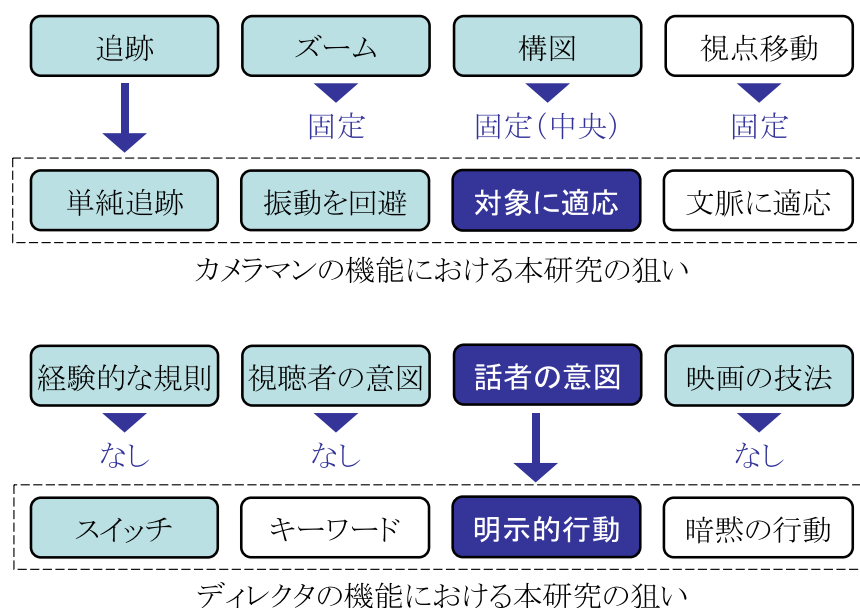 追跡 ズーム 構図 視点移動
固定 固定(中央) 固定
単純追跡 振動を回避 対象に適応 文脈に適応
カメラマンの機能における本研究の狙い
経験的な規則 視聴者の意図 話者の意図 映画の技法
なし なし なし
スイッチ キーワード 明示的行動 暗黙の行動
ディレクタの機能における本研究の狙い